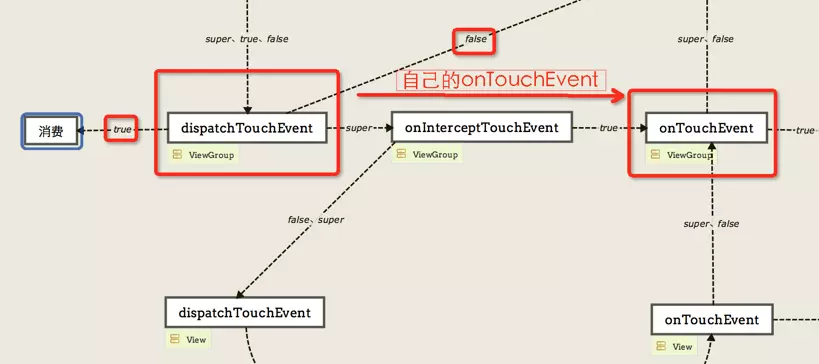 super、true、false
false
super、false
自己的onTouchEvent
消费
true
dispatchTouchEvent
super
onInterceptTouchEvent
true
onTouchEvent
true
ViewGroup
ViewGroup
ViewGroup
false、super
super、false
dispatchTouchEvent
onTouchEvent
View
View